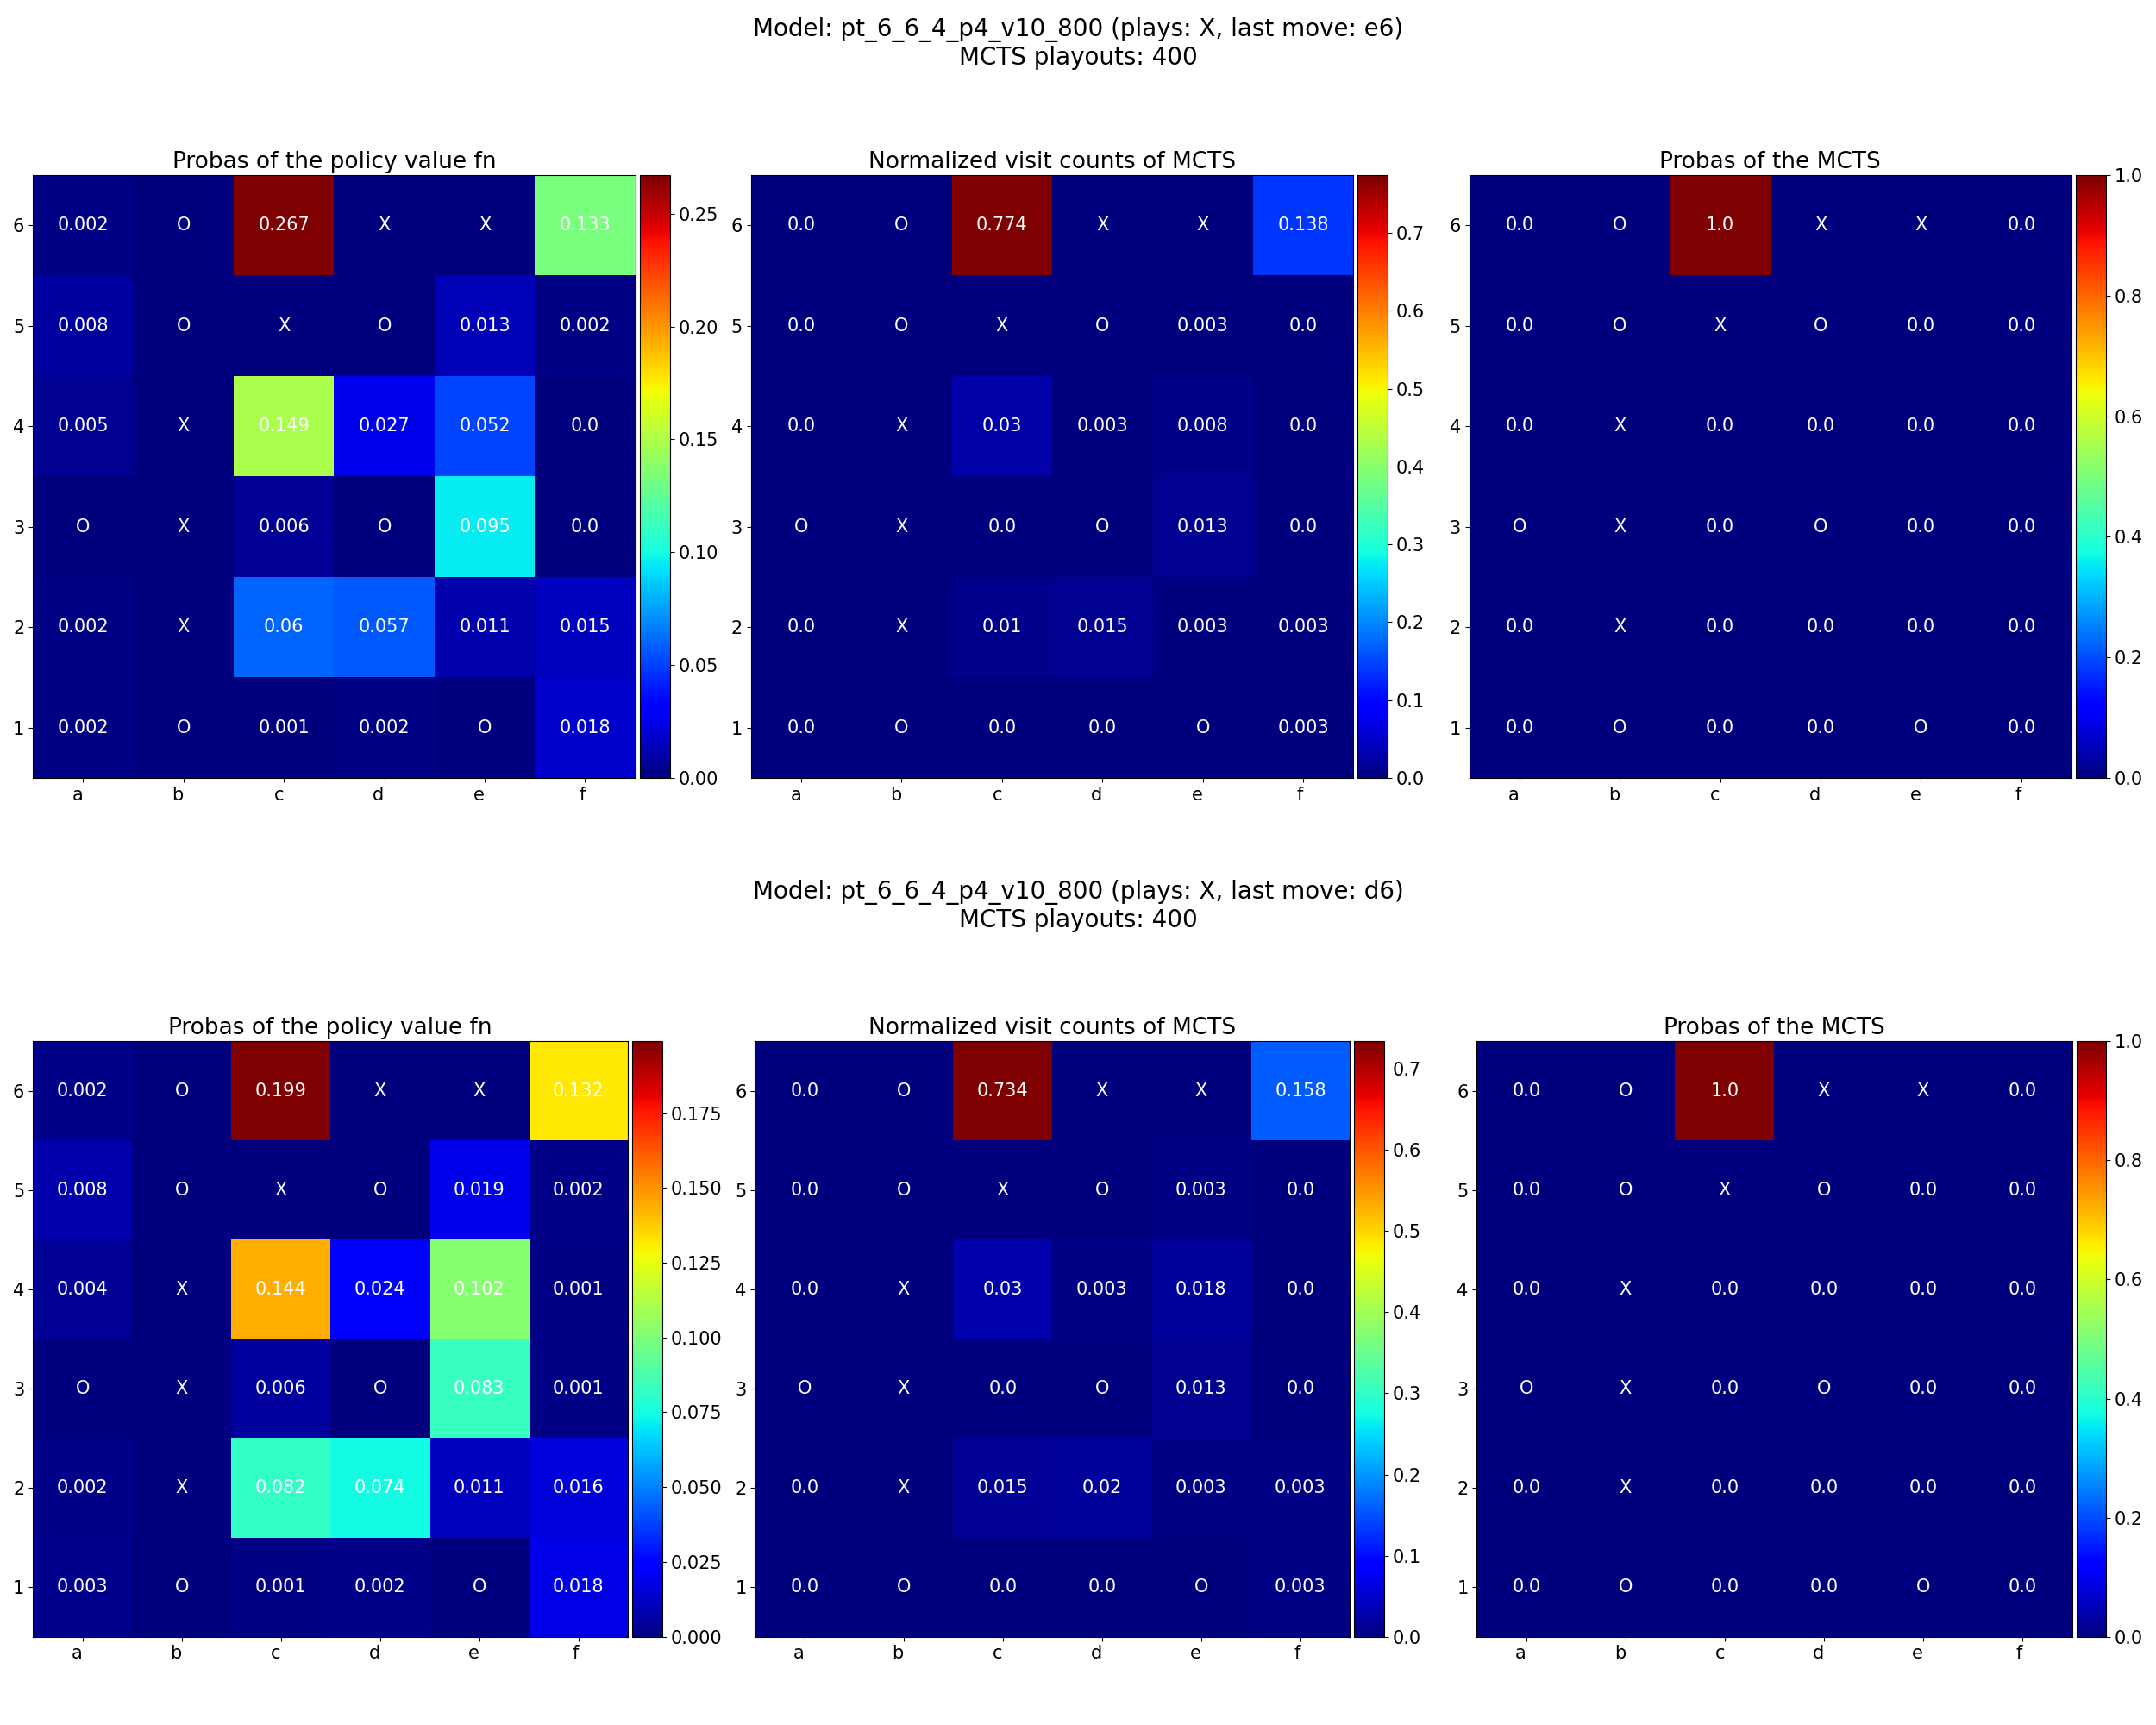 Model: pt_6_6_4_p4_v10_800 (plays: X, last move: e6)
MCTS playouts: 400
Probas of the policy value fn
6 0.002 O 0.267 X X 0.133
5 0.008 O X O 0.013 0.002
4 0.005 X 0.149 0.027 0.052 0.0
3 O X 0.006 O 0.095 0.0
2 0.002 X 0.06 0.057 0.011 0.015
1 0.002 O 0.001 0.002 O 0.018
a b c d e f
0.25
0.20
0.15
0.10
0.05
0.00
Normalized visit counts of MCTS
6 0.0 O 0.774 X X 0.138
5 0.0 O X O 0.003 0.0
4 0.0 X 0.03 0.003 0.008 0.0
3 O X 0.0 O 0.013 0.0
2 0.0 X 0.01 0.015 0.003 0.003
1 0.0 O 0.0 0.0 O 0.003
a b c d e f
0.7
0.6
0.5
0.4
0.3
0.2
0.1
0.0
Probas of the MCTS
6 0.0 O 1.0 X X 0.0
5 0.0 O X O 0.0 0.0
4 0.0 X 0.0 0.0 0.0 0.0
3 O X 0.0 O 0.0 0.0
2 0.0 X 0.0 0.0 0.0 0.0
1 0.0 O 0.0 0.0 O 0.0
a b c d e f
1.0
0.8
0.6
0.4
0.2
0.0
Model: pt_6_6_4_p4_v10_800 (plays: X, last move: d6)
MCTS playouts: 400
Probas of the policy value fn
6 0.002 O 0.199 X X 0.132
5 0.008 O X O 0.019 0.002
4 0.004 X 0.144 0.024 0.102 0.001
3 O X 0.006 O 0.083 0.001
2 0.002 X 0.082 0.074 0.011 0.016
1 0.003 O 0.001 0.002 O 0.018
a b c d e f
0.175
0.150
0.125
0.100
0.075
0.050
0.025
0.000
Normalized visit counts of MCTS
6 0.0 O 0.734 X X 0.158
5 0.0 O X O 0.003 0.0
4 0.0 X 0.03 0.003 0.018 0.0
3 O X 0.0 O 0.013 0.0
2 0.0 X 0.015 0.02 0.003 0.003
1 0.0 O 0.0 0.0 O 0.003
a b c d e f
0.7
0.6
0.5
0.4
0.3
0.2
0.1
0.0
Probas of the MCTS
6 0.0 O 1.0 X X 0.0
5 0.0 O X O 0.0 0.0
4 0.0 X 0.0 0.0 0.0 0.0
3 O X 0.0 O 0.0 0.0
2 0.0 X 0.0 0.0 0.0 0.0
1 0.0 O 0.0 0.0 O 0.0
a b c d e f
1.0
0.8
0.6
0.4
0.2
0.0